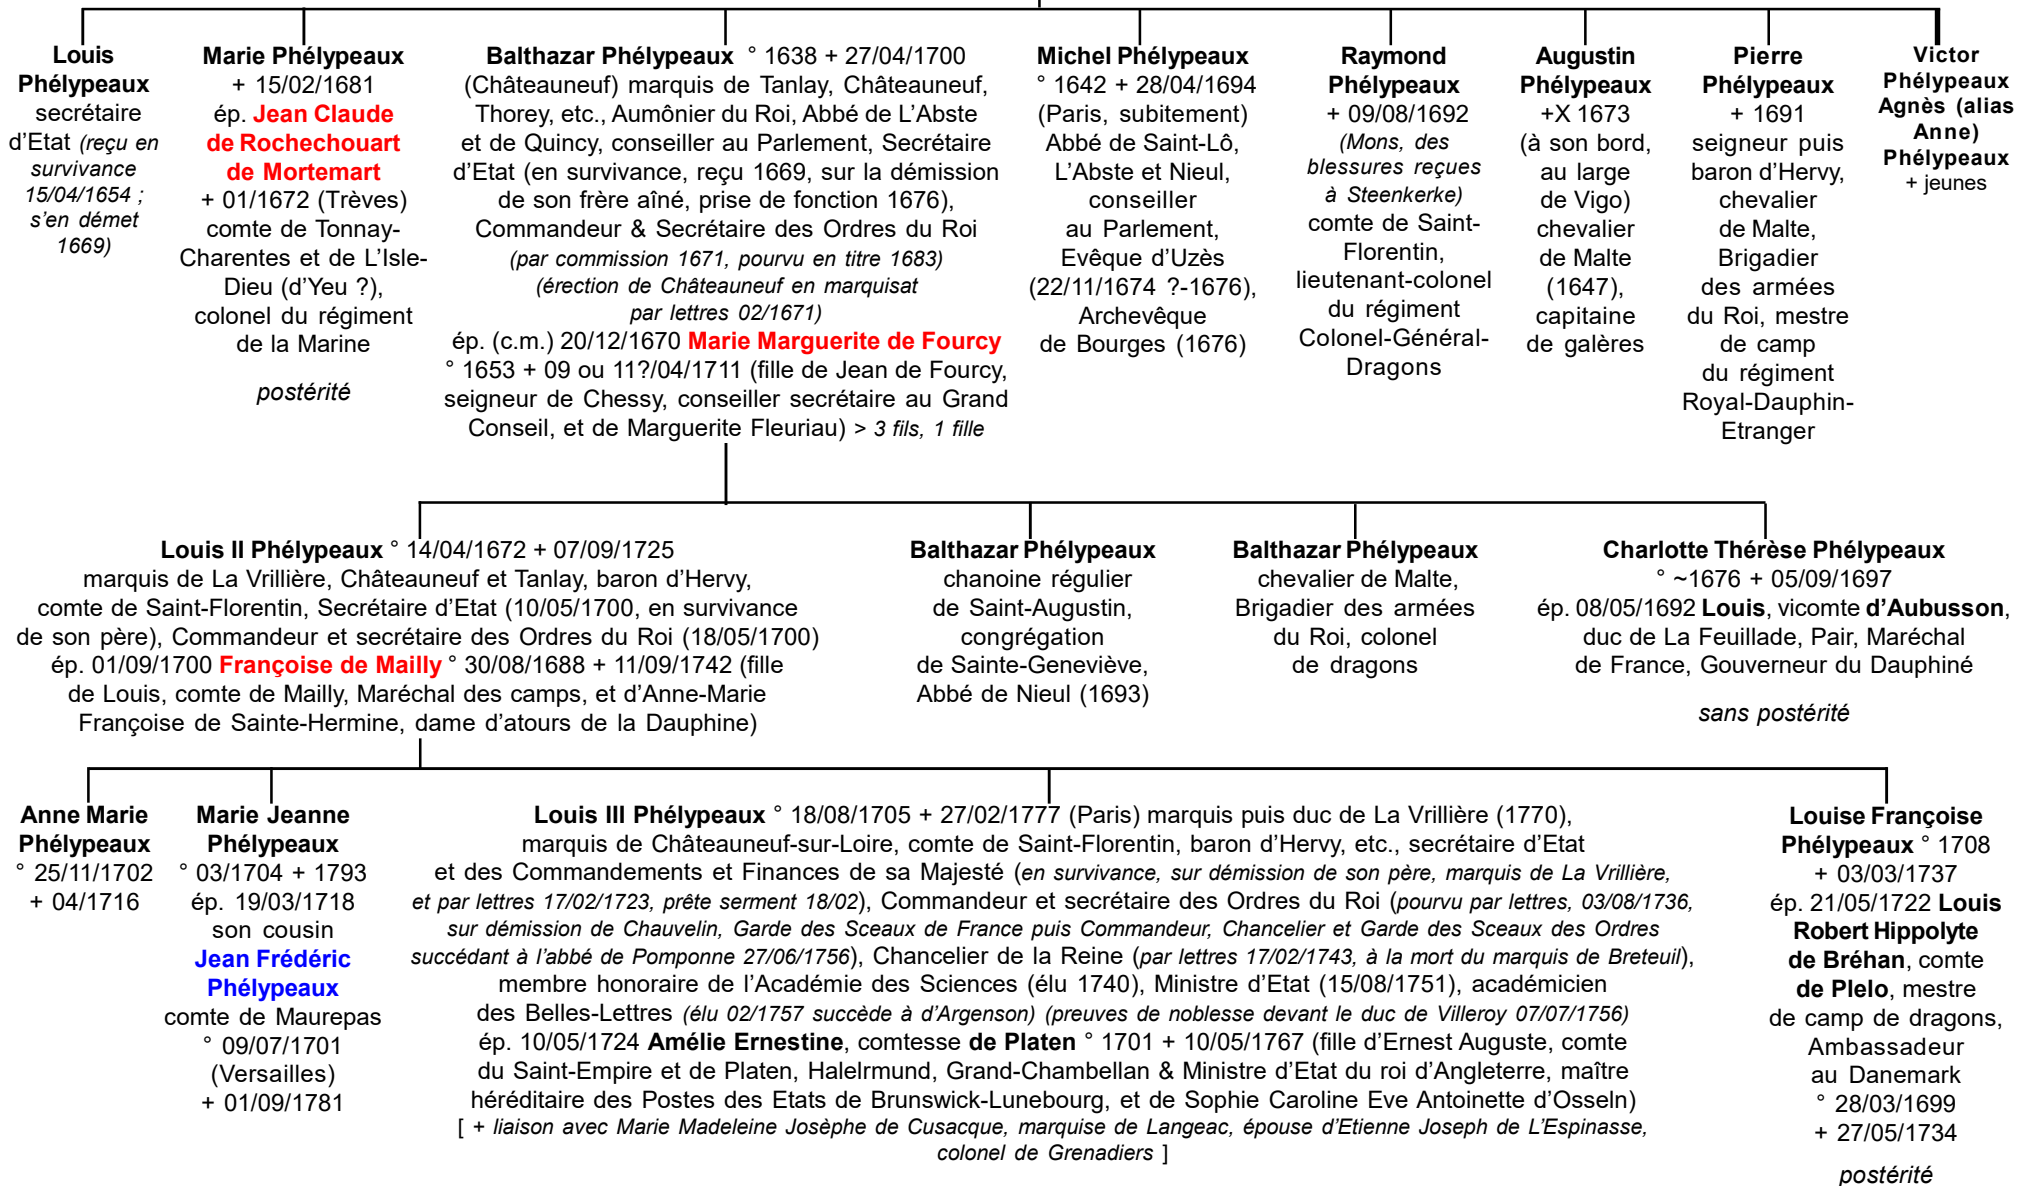 Louis
Phélypeaux
secrétaire
d'Etat (reçu en
survivance
15/04/1654 ;
s'en démet
1669)
Marie Phélypeaux
+ 15/02/1681
ép. Jean Claude
de Rochechouart
de Mortemart
+ 01/1672 (Trèves)
comte de Tonnay-
Charentes et de L'Isle-
Dieu (d'Yeu ?),
colonel du régiment
de la Marine
postérité
Balthazar Phélypeaux ° 1638 + 27/04/1700
(Châteauneuf) marquis de Tanlay, Châteauneuf,
Thorey, etc., Aumônier du Roi, Abbé de L'Abste
et de Quincy, conseiller au Parlement, Secrétaire
d'Etat (en survivance, reçu 1669, sur la démission
de son frère aîné, prise de fonction 1676),
Commandeur & Secrétaire des Ordres du Roi
(par commission 1671, pourvu en titre 1683)
(érection de Châteauneuf en marquisat
par lettres 02/1671)
ép. (c.m.) 20/12/1670 Marie Marguerite de Fourcy
° 1653 + 09 ou 11?/04/1711 (fille de Jean de Fourcy,
seigneur de Chessy, conseiller secrétaire au Grand
Conseil, et de Marguerite Fleuriau) > 3 fils, 1 fille
Michel Phélypeaux
° 1642 + 28/04/1694
(Paris, subitement)
Abbé de Saint-Lô,
L'Abste et Nieul,
conseiller
au Parlement,
Evêque d'Uzès
(22/11/1674 ?-1676),
Archevêque
de Bourges (1676)
Raymond
Phélypeaux
+ 09/08/1692
(Mons, des
blessures reçues
à Steenkerke)
comte de Saint-
Florentin,
lieutenant-colonel
du régiment
Colonel-Général-
Dragons
Augustin
Phélypeaux
+X 1673
(à son bord,
au large
de Vigo)
chevalier
de Malte
(1647),
capitaine
de galères
Pierre
Phélypeaux
+ 1691
seigneur puis
baron d'Hervy,
chevalier
de Malte,
Brigadier
des armées
du Roi, mestre
de camp
du régiment
Royal-Dauphin-
Etranger
Victor
Phélypeaux
Agnès (alias
Anne)
Phélypeaux
+ jeunes
Louis II Phélypeaux ° 14/04/1672 + 07/09/1725
marquis de La Vrillière, Châteauneuf et Tanlay, baron d'Hervy,
comte de Saint-Florentin, Secrétaire d'Etat (10/05/1700, en survivance
de son père), Commandeur et secrétaire des Ordres du Roi (18/05/1700)
ép. 01/09/1700 Françoise de Mailly ° 30/08/1688 + 11/09/1742 (fille
de Louis, comte de Mailly, Maréchal des camps, et d'Anne-Marie
Françoise de Sainte-Hermine, dame d'atours de la Dauphine)
Balthazar Phélypeaux
chanoine régulier
de Saint-Augustin,
congrégation
de Sainte-Geneviève,
Abbé de Nieul (1693)
Balthazar Phélypeaux
chevalier de Malte,
Brigadier des armées
du Roi, colonel
de dragons
Charlotte Thérèse Phélypeaux
° ~1676 + 05/09/1697
ép. 08/05/1692 Louis, vicomte d'Aubusson,
duc de La Feuillade, Pair, Maréchal
de France, Gouverneur du Dauphiné
sans postérité
Anne Marie
Phélypeaux
° 25/11/1702
+ 04/1716
Marie Jeanne
Phélypeaux
° 03/1704 + 1793
ép. 19/03/1718
son cousin
Jean Frédéric
Phélypeaux
comte de Maurepas
° 09/07/1701
(Versailles)
+ 01/09/1781
Louis III Phélypeaux ° 18/08/1705 + 27/02/1777 (Paris) marquis puis duc de La Vrillière (1770),
marquis de Châteauneuf-sur-Loire, comte de Saint-Florentin, baron d'Hervy, etc., secrétaire d'Etat
et des Commandements et Finances de sa Majesté (en survivance, sur démission de son père, marquis de La Vrillière,
et par lettres 17/02/1723, prête serment 18/02), Commandeur et secrétaire des Ordres du Roi (pourvu par lettres, 03/08/1736,
sur démission de Chauvelin, Garde des Sceaux de France puis Commandeur, Chancelier et Garde des Sceaux des Ordres
succédant à l'abbé de Pomponne 27/06/1756), Chancelier de la Reine (par lettres 17/02/1743, à la mort du marquis de Breteuil),
membre honoraire de l'Académie des Sciences (élu 1740), Ministre d'Etat (15/08/1751), académicien
des Belles-Lettres (élu 02/1757 succède à d'Argenson) (preuves de noblesse devant le duc de Villeroy 07/07/1756)
ép. 10/05/1724 Amélie Ernestine, comtesse de Platen ° 1701 + 10/05/1767 (fille d'Ernest Auguste, comte
du Saint-Empire et de Platen, Halelrmund, Grand-Chambellan & Ministre d'Etat du roi d'Angleterre, maître
héréditaire des Postes des Etats de Brunswick-Lunebourg, et de Sophie Caroline Eve Antoinette d'Osseln)
[ + liaison avec Marie Madeleine Josèphe de Cusacque, marquise de Langeac, épouse d'Etienne Joseph de L'Espinasse,
colonel de Grenadiers ]
Louise Françoise
Phélypeaux ° 1708
+ 03/03/1737
ép. 21/05/1722 Louis
Robert Hippolyte
de Bréhan, comte
de Plelo, mestre
de camp de dragons,
Ambassadeur
au Danemark
° 28/03/1699
+ 27/05/1734
postérité